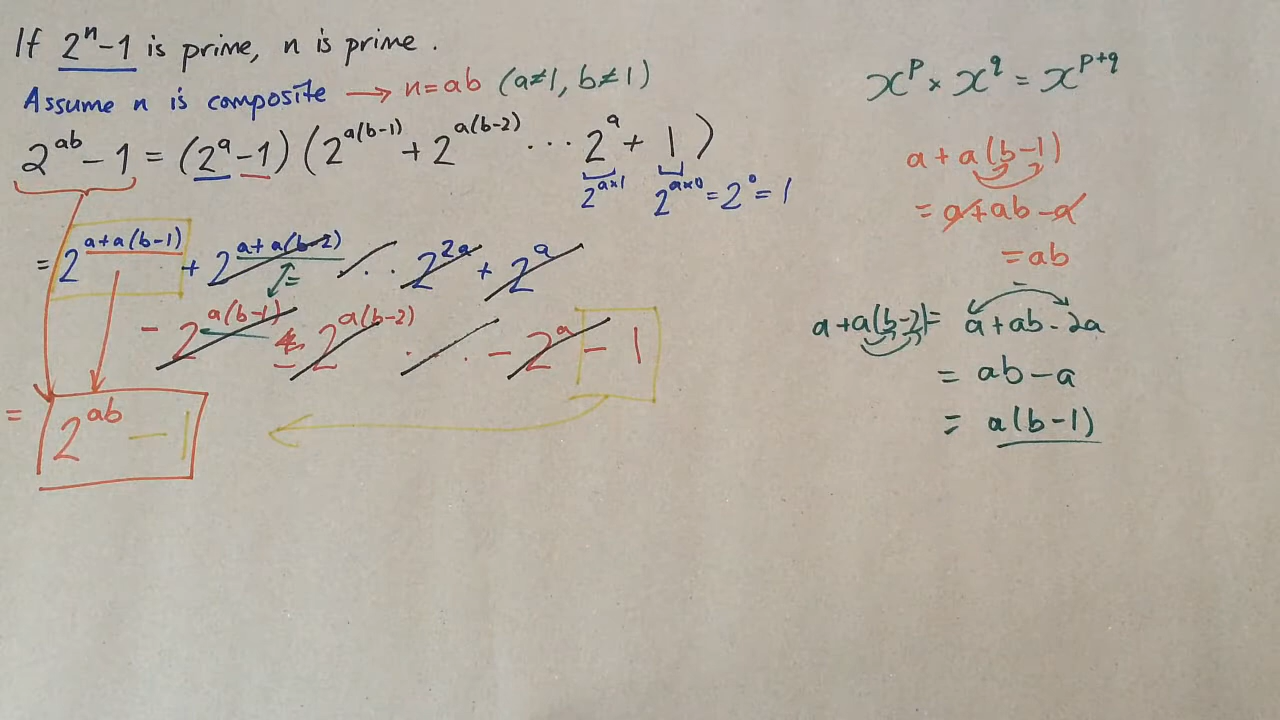 If 2ⁿ-1 is prime, n is prime.
Assume n is composite → n=ab (a≠1, b≠1)
2^ab - 1 = (2^a - 1) (2^a(b-1) + 2^a(b-2) ... 2^a + 1)
2^a×1 2^a×0 = 2^0 = 1
= 2^a+a(b-1) + 2^a+a(b-2) ... 2^2a + 2^a
=
- 2^a(b-1) - 2^a(b-2) ... - 2^a - 1
= 2^ab - 1
x^p × x^q = x^p+q
a + a(b-1)
= a + ab - a
= ab
-
a + a(b-2) = a + ab - 2a
= ab - a
= a(b-1)